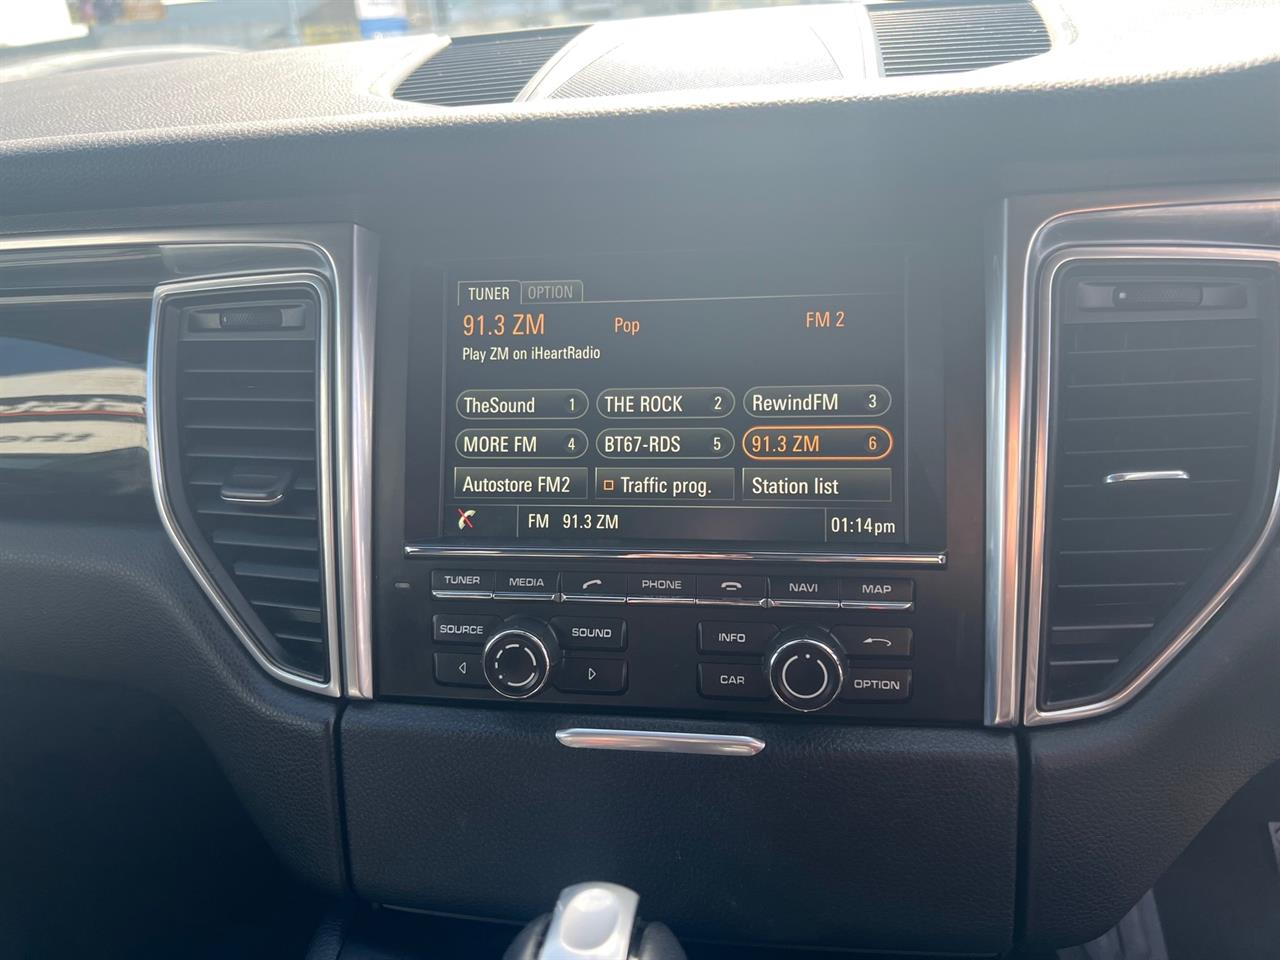 TUNER OPTION
91.3 ZM Pop FM 2
Play ZM on iHeartRadio
TheSound 1 THE ROCK 2 RewindFM 3
MORE FM 4 BT67-RDS 5 91.3 ZM 6
Autostore FM2 Traffic prog. Station list
FM 91.3 ZM 01:14pm
TUNER MEDIA PHONE NAVI MAP
SOURCE SOUND INFO
CAR OPTION